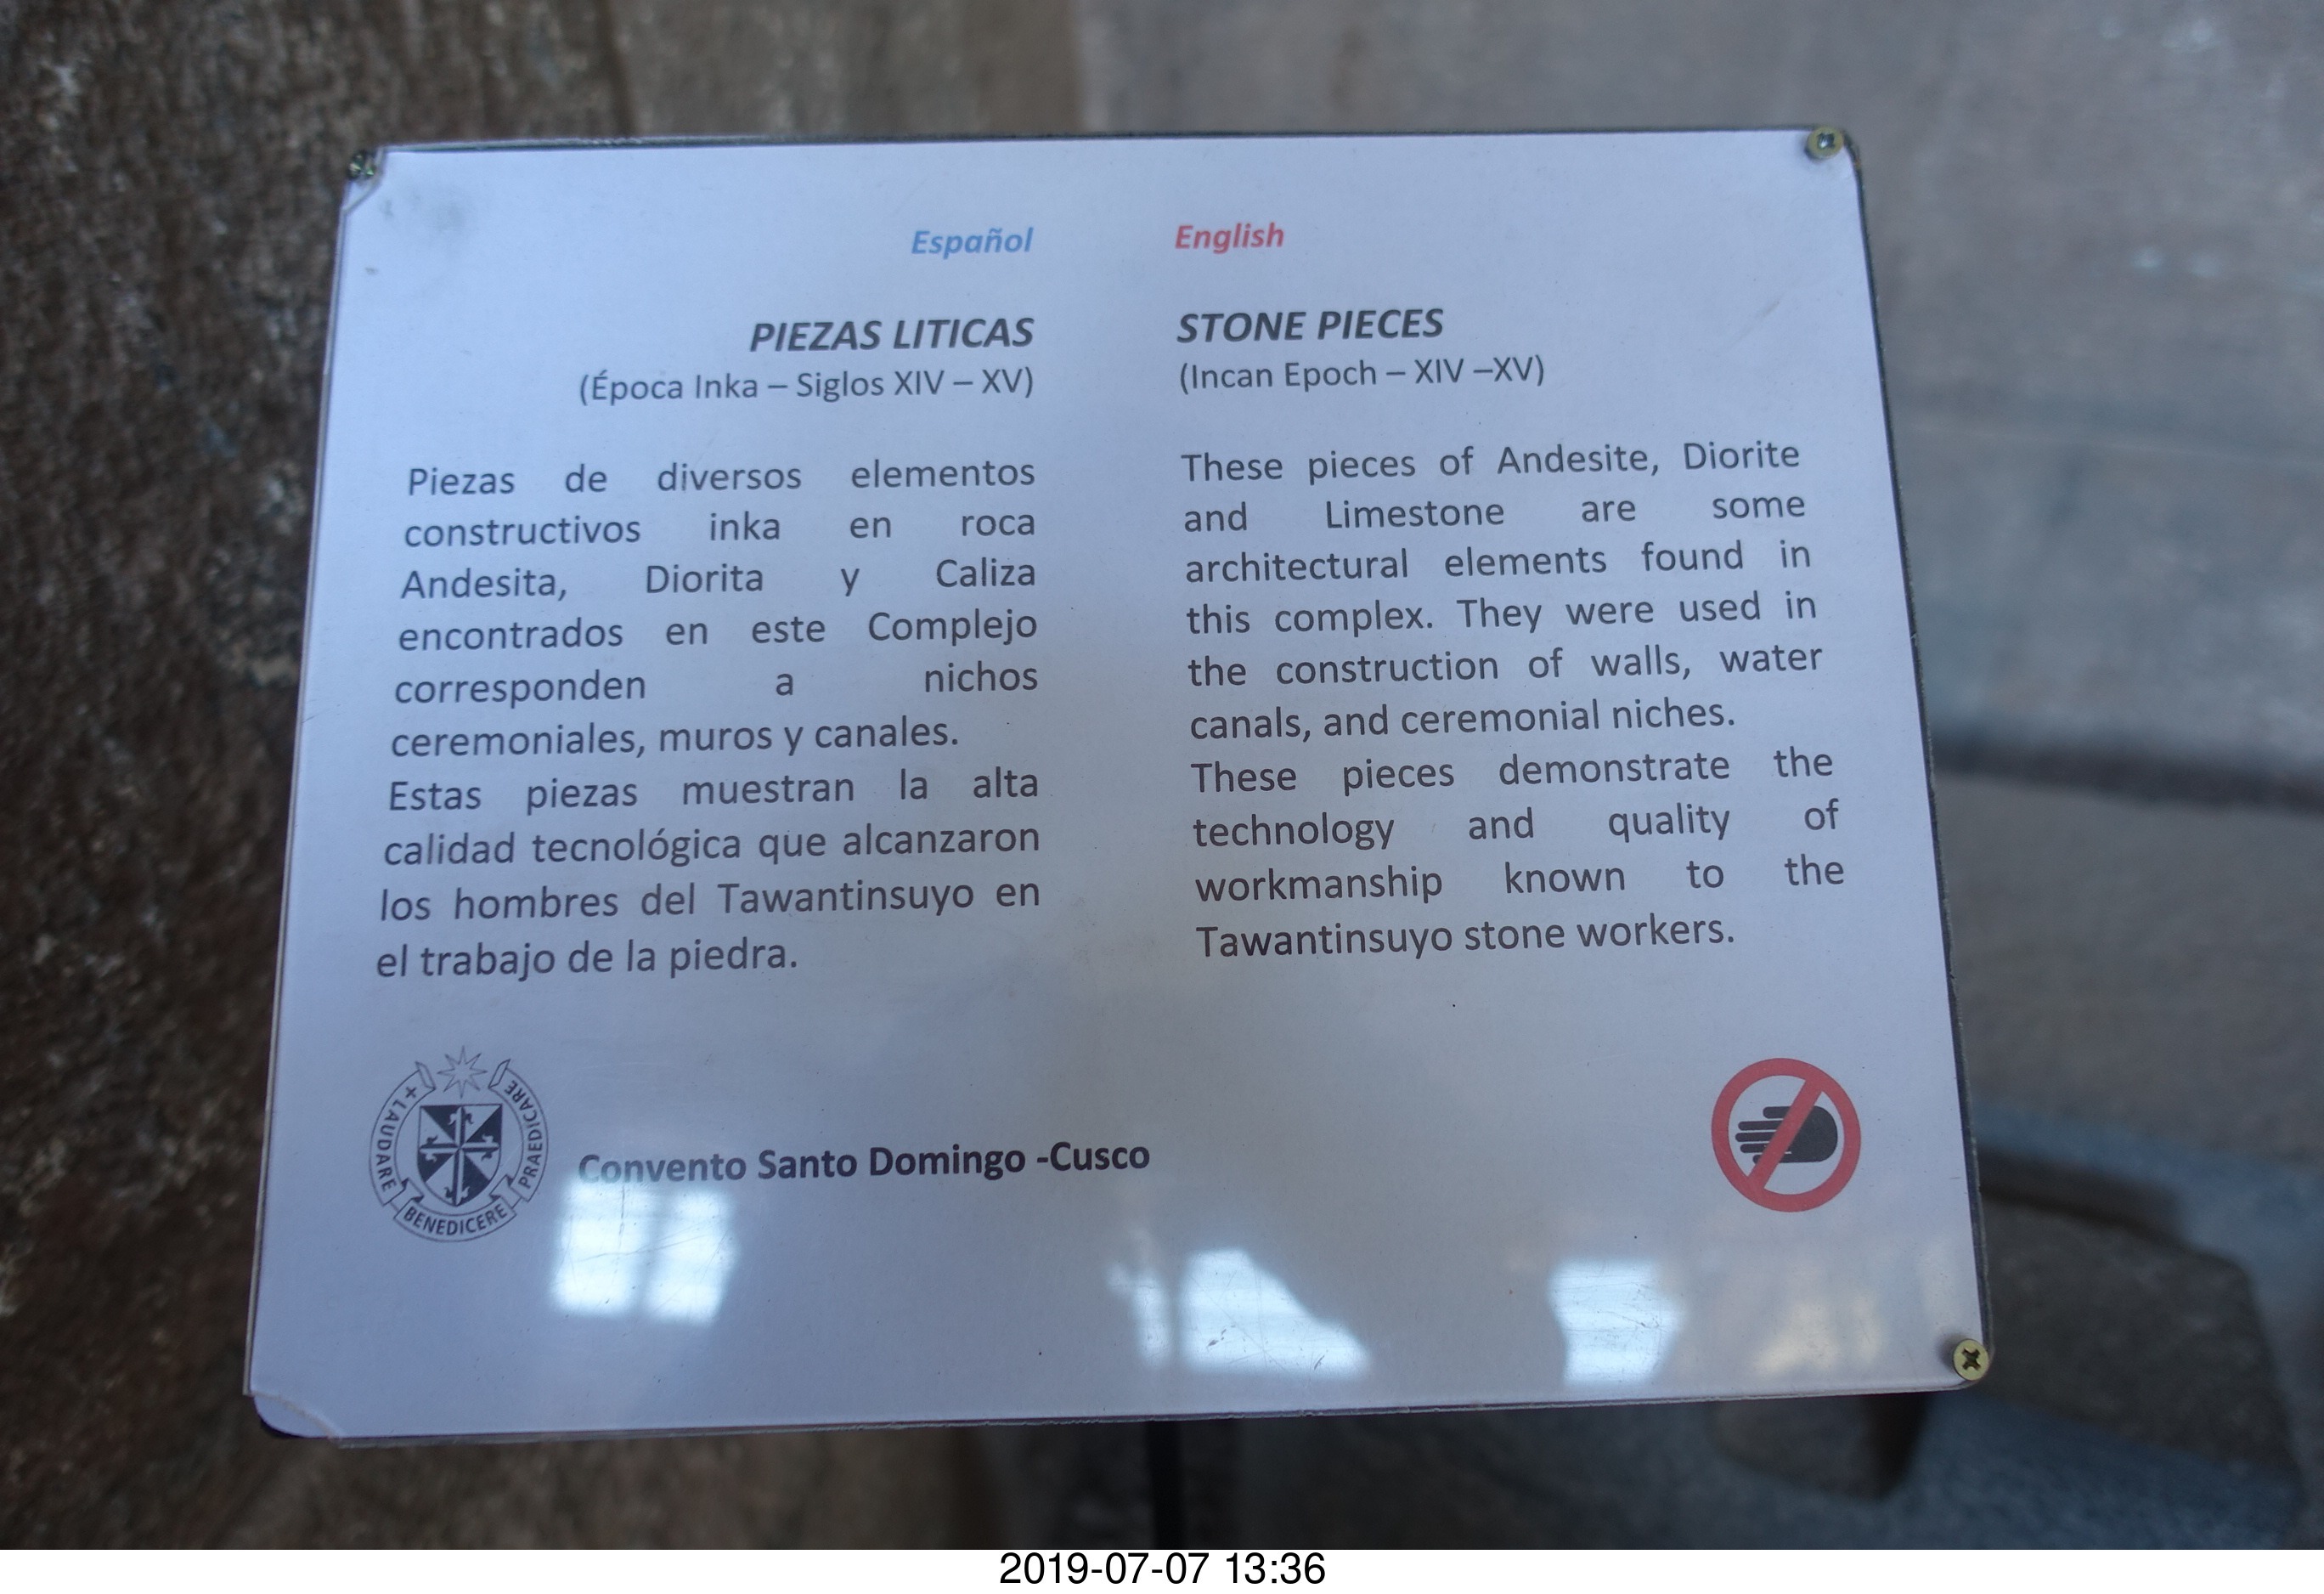 Español
PIEZAS LITICAS
(Época Inka – Siglos XIV – XV)
Piezas de diversos elementos
constructivos inka en roca
Andesita, Diorita y Caliza
encontrados en este Complejo
corresponden a nichos
ceremoniales, muros y canales.
Estas piezas muestran la alta
calidad tecnológica que alcanzaron
los hombres del Tawantinsuyo en
el trabajo de la piedra.
English
STONE PIECES
(Incan Epoch – XIV –XV)
These pieces of Andesite, Diorite
and Limestone are some
architectural elements found in
this complex. They were used in
the construction of walls, water
canals, and ceremonial niches.
These pieces demonstrate the
technology and quality of
workmanship known to the
Tawantinsuyo stone workers.
+ LAUDARE
BENEDICERE
PRAEDICARE
Convento Santo Domingo -Cusco
2019-07-07 13:36